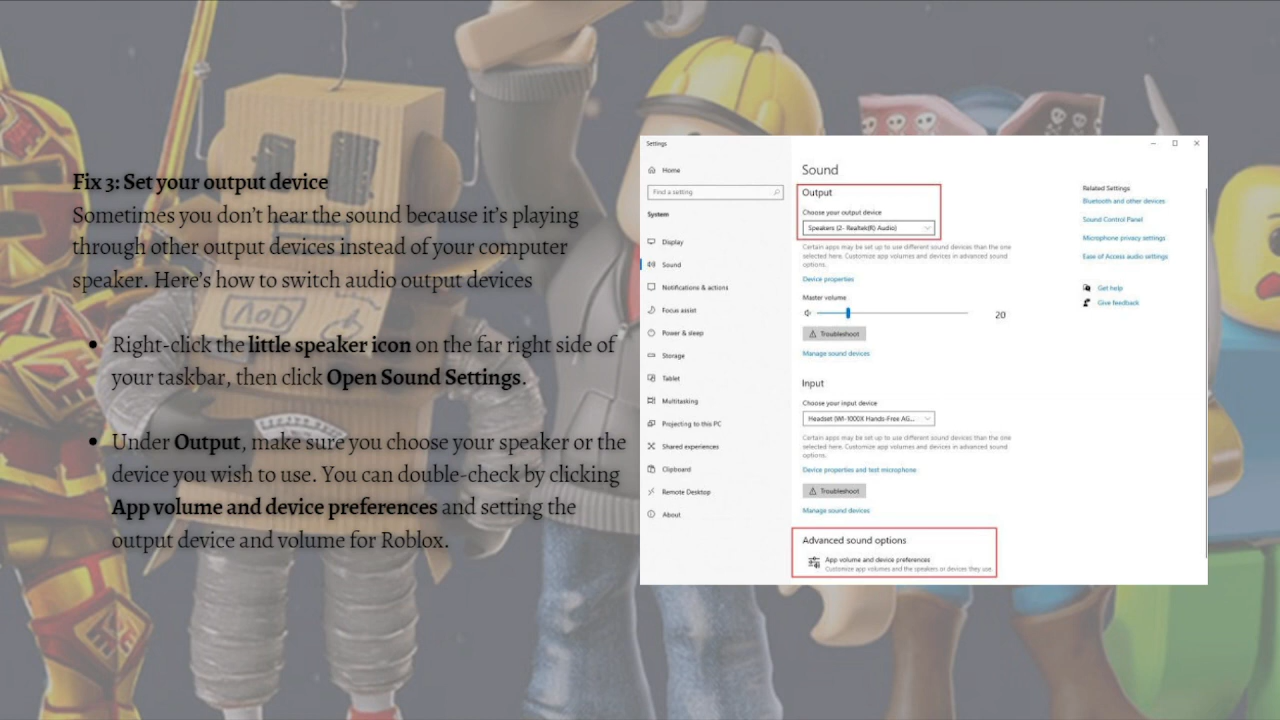 Fix 3: Set your output device
Sometimes you don't hear the sound because it's playing
through other output devices instead of your computer
speaker. Here's how to switch audio output devices
• Right-click the little speaker icon on the far right side of
your taskbar, then click Open Sound Settings.
• Under Output, make sure you choose your speaker or the
device you wish to use. You can double-check by clicking
App volume and device preferences and setting the
output device and volume for Roblox.
Settings
Home
Find a setting
System
Display
Sound
Notifications & actions
Focus assist
Power & sleep
Storage
Tablet
Multitasking
Projecting to this PC
Shared experiences
Clipboard
Remote Desktop
About
Sound
Output
Choose your output device
Speakers (2- Realtek(R) Audio)
Certain apps may be set up to use different sound devices than the one
selected here. Customize app volumes and devices in advanced sound
options.
Device properties
Master volume
20
Troubleshoot
Manage sound devices
Input
Choose your input device
Headset (WI-1000X Hands-Free AG...
Certain apps may be set up to use different sound devices than the one
selected here. Customize app volumes and devices in advanced sound
options.
Device properties and test microphone
Troubleshoot
Manage sound devices
Advanced sound options
App volume and device preferences
Customize app volumes and the speakers or devices they use.
Related Settings
Bluetooth and other devices
Sound Control Panel
Microphone privacy settings
Ease of Access audio settings
Get help
Give feedback